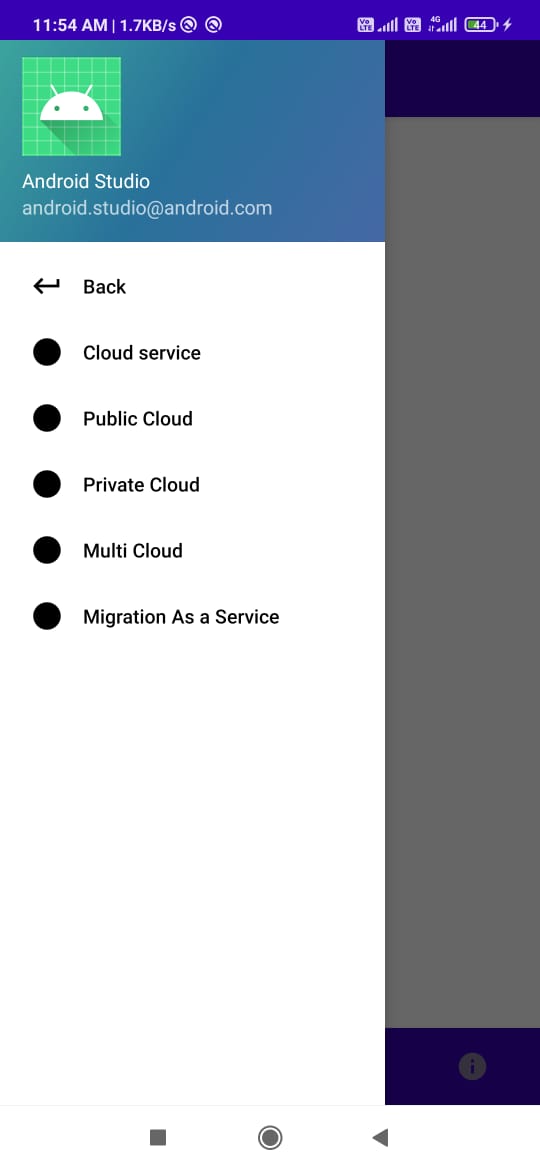 11:54 AM | 1.7KB/s
Vo LTE Vo LTE 4G 44
Android Studio
android.studio@android.com
Back
Cloud service
Public Cloud
Private Cloud
Multi Cloud
Migration As a Service